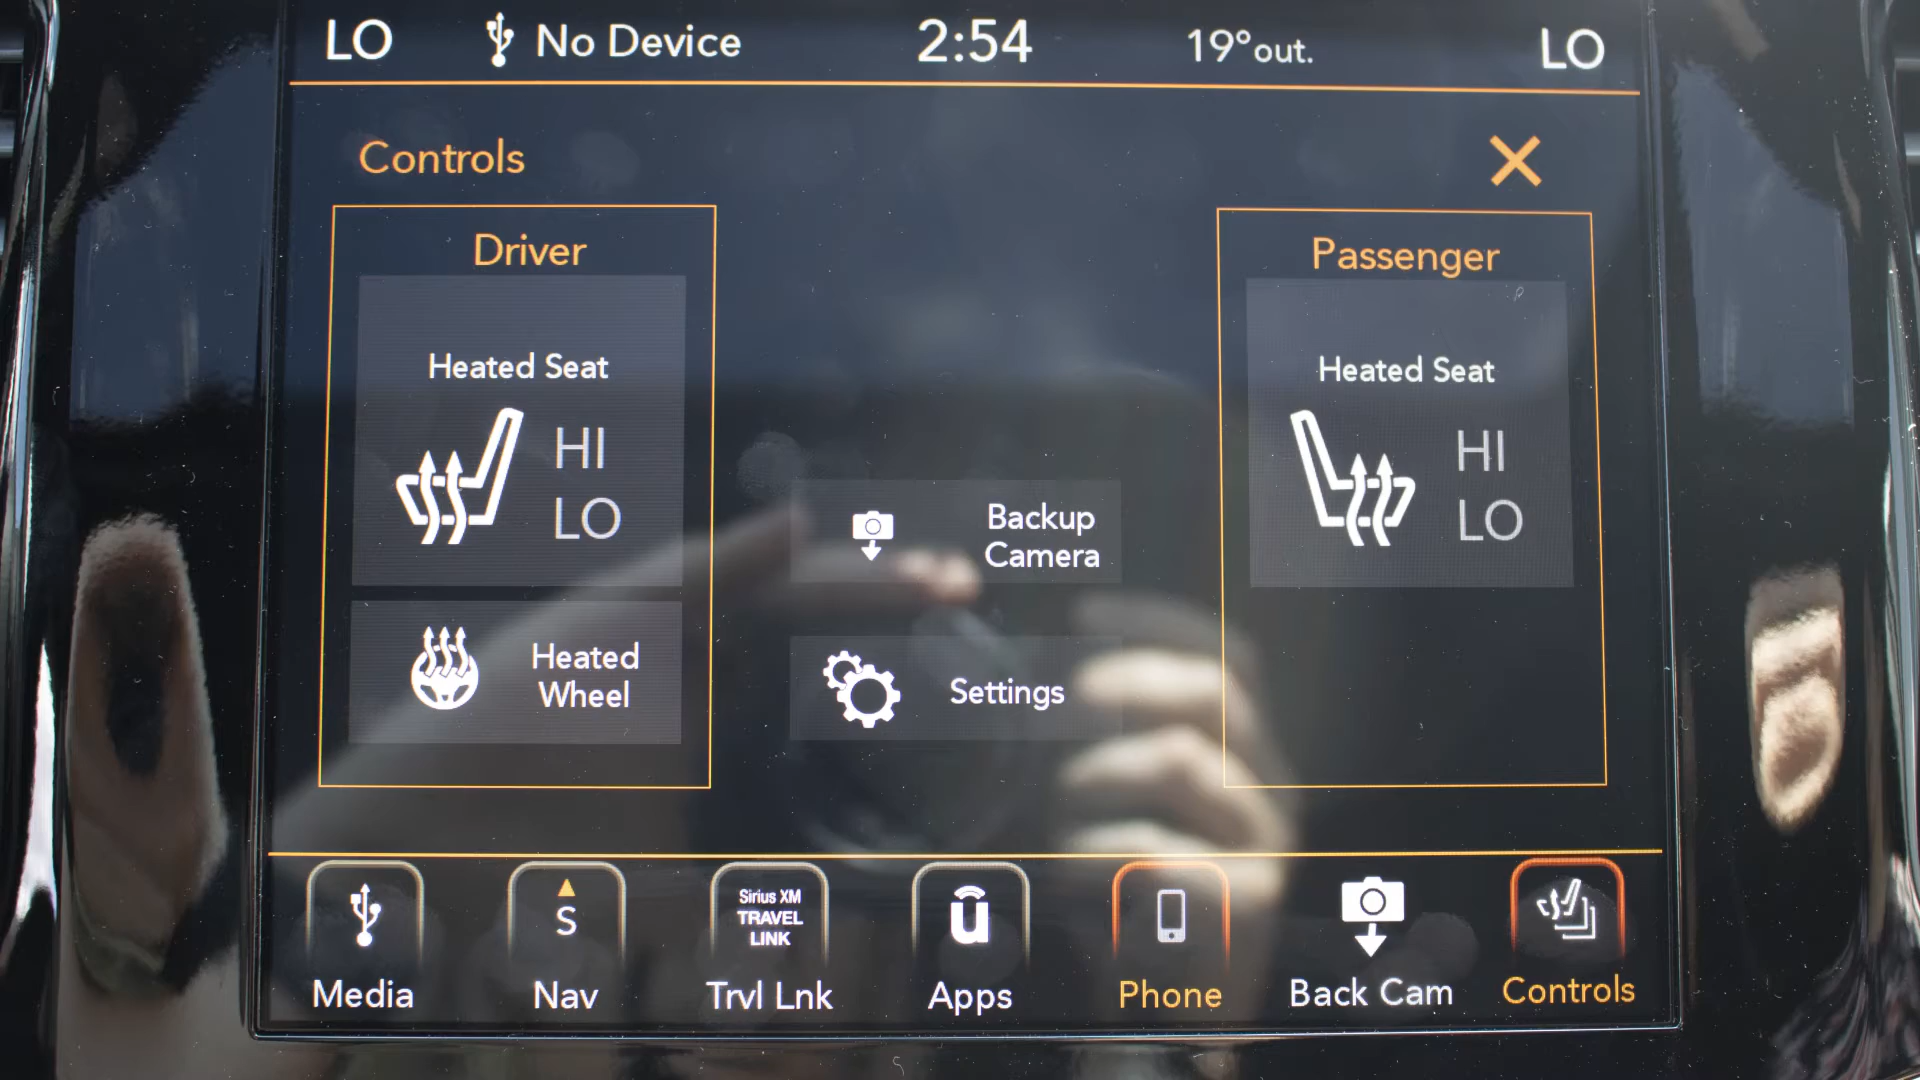 LO No Device 2:54 19°out. LO
Controls
Driver
Heated Seat
HI
LO
Heated
Wheel
Backup
Camera
Settings
Passenger
Heated Seat
HI
LO
S
Sirius XM
TRAVEL
LINK
u
Media Nav Trvl Lnk Apps Phone Back Cam Controls